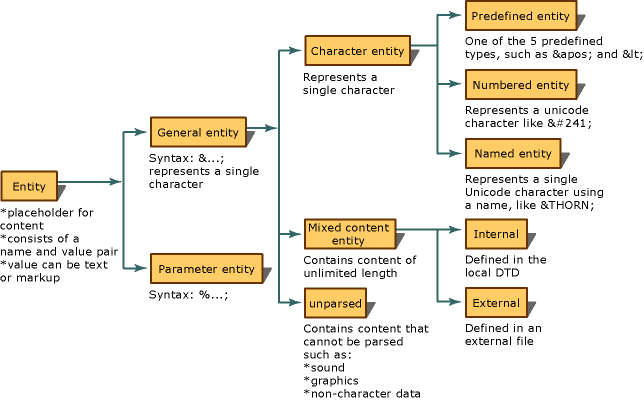 Entity
*placeholder for
content
*consists of a
name and value pair
*value can be text
or markup
General entity
Syntax: &...;
represents a single
character
Parameter entity
Syntax: %...;
Character entity
Represents a
single character
Mixed content
entity
Contains content of
unlimited length
unparsed
Contains content that
cannot be parsed
such as:
*sound
*graphics
*non-character data
Predefined entity
One of the 5 predefined
types, such as &apos; and &lt;
Numbered entity
Represents a unicode
character like &#241;
Named entity
Represents a single
Unicode character using
a name, like &THORN;
Internal
Defined in the
local DTD
External
Defined in an
external file